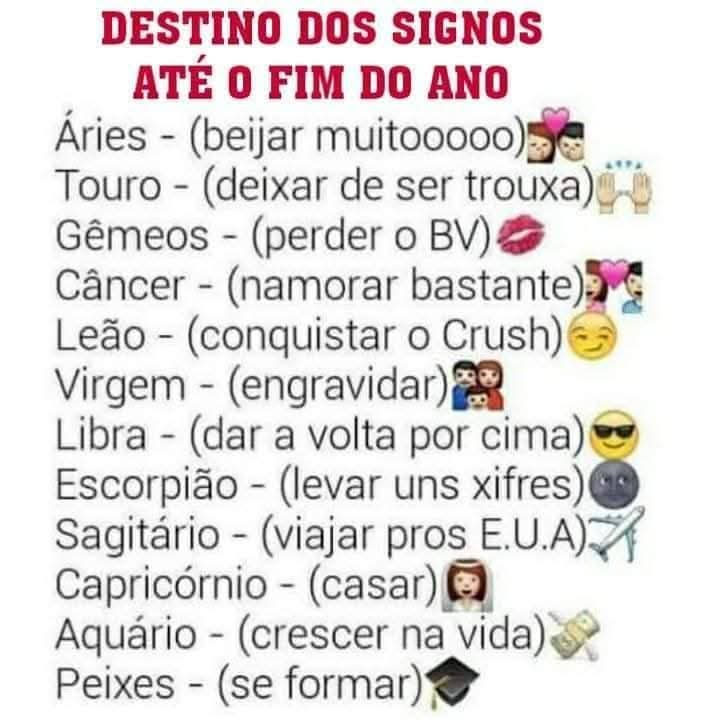 DESTINO DOS SIGNOS
ATÉ O FIM DO ANO
Áries - (beijar muitooooo)💏
Touro - (deixar de ser trouxa)🙌
Gêmeos - (perder o BV)💋
Câncer - (namorar bastante)💑
Leão - (conquistar o Crush)😏
Virgem - (engravidar)👪
Libra - (dar a volta por cima)😎
Escorpião - (levar uns xifres)🌚
Sagitário - (viajar pros E.U.A)✈
Capricórnio - (casar)👰
Aquário - (crescer na vida)💸
Peixes - (se formar)🎓